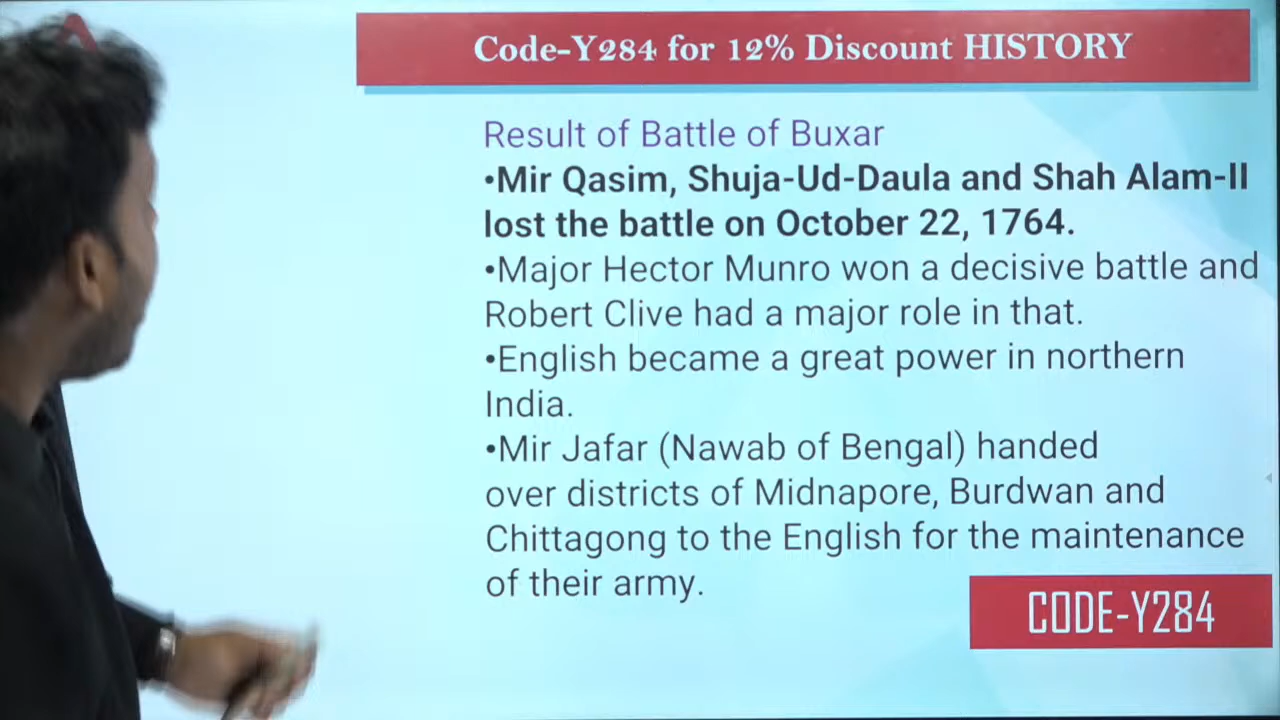 Code-Y284 for 12% Discount HISTORY
Result of Battle of Buxar
•Mir Qasim, Shuja-Ud-Daula and Shah Alam-II
lost the battle on October 22, 1764.
•Major Hector Munro won a decisive battle and
Robert Clive had a major role in that.
•English became a great power in northern
India.
•Mir Jafar (Nawab of Bengal) handed
over districts of Midnapore, Burdwan and
Chittagong to the English for the maintenance
of their army.
CODE-Y284